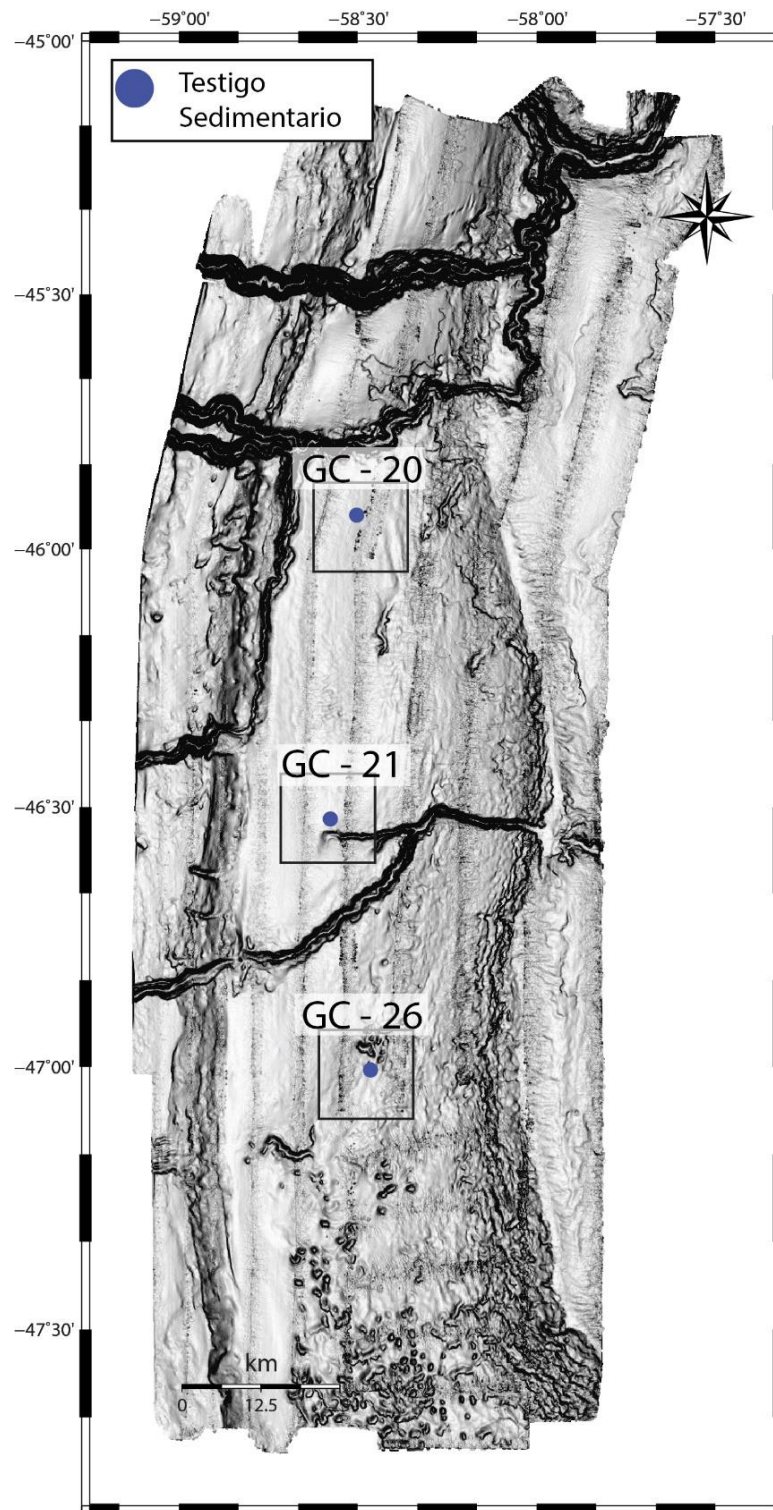 −59°00'
−58°30'
−58°00'
−57°30'
−45°00'
Testigo
Sedimentario
−45°30'
GC - 20
−46°00'
GC - 21
−46°30'
GC - 26
−47°00'
−47°30'
km
0
12.5